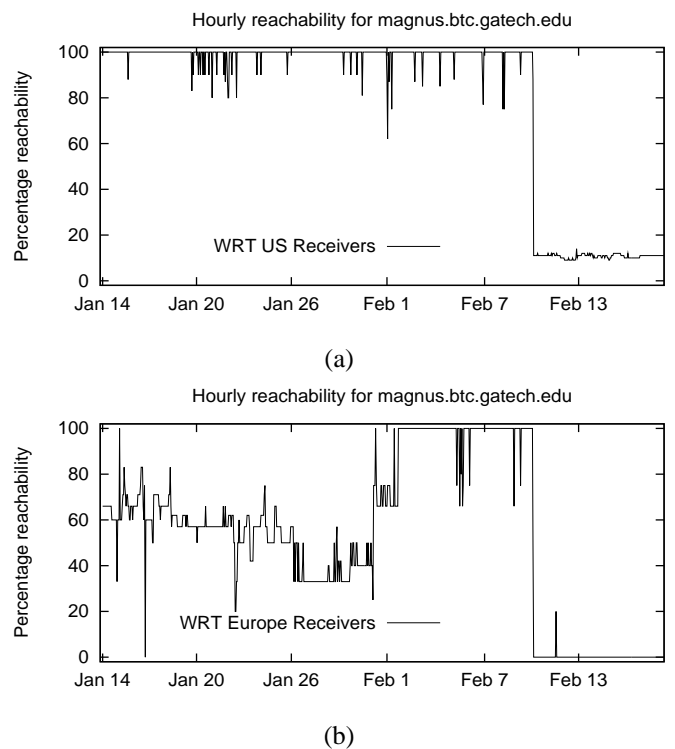 Hourly reachability for magnus.btc.gatech.edu
100
80
60
40
20
0
Percentage reachability
WRT US Receivers
Jan 14 Jan 20 Jan 26 Feb 1 Feb 7 Feb 13
(a)
Hourly reachability for magnus.btc.gatech.edu
100
80
60
40
20
0
Percentage reachability
WRT Europe Receivers
Jan 14 Jan 20 Jan 26 Feb 1 Feb 7 Feb 13
(b)